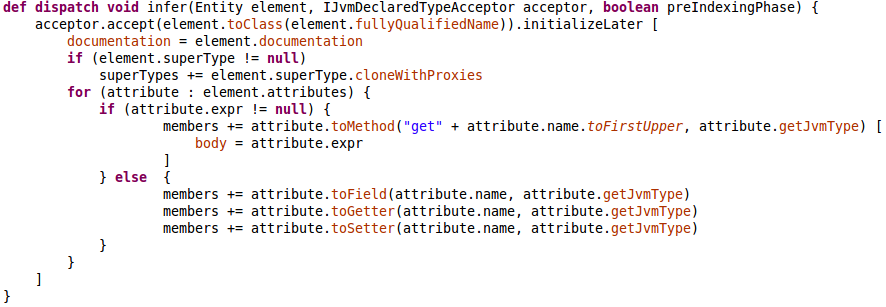 def dispatch void infer(Entity element, IJvmDeclaredTypeAcceptor acceptor, boolean preIndexingPhase) {
    acceptor.accept(element.toClass(element.fullyQualifiedName)).initializeLater [
        documentation = element.documentation
        if (element.superType != null)
            superTypes += element.superType.cloneWithProxies
        for (attribute : element.attributes) {
            if (attribute.expr != null) {
                    members += attribute.toMethod("get" + attribute.name.toFirstUpper, attribute.getJvmType) [
                        body = attribute.expr
                    ]
            } else  {
                    members += attribute.toField(attribute.name, attribute.getJvmType)
                    members += attribute.toGetter(attribute.name, attribute.getJvmType)
                    members += attribute.toSetter(attribute.name, attribute.getJvmType)
            }
        }
    ]
}